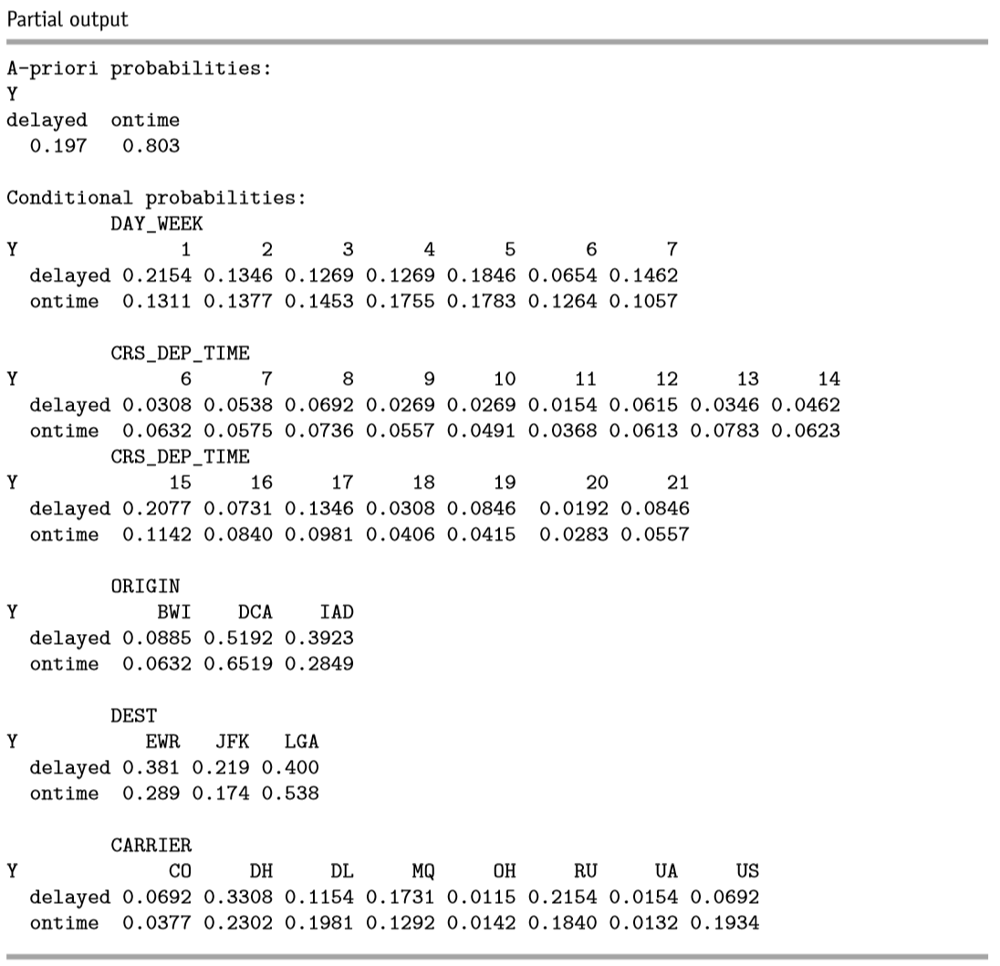 Partial output
A-priori probabilities:
Y
delayed  ontime
  0.197   0.803
Conditional probabilities:
         DAY_WEEK
Y              1      2      3      4      5      6      7
  delayed 0.2154 0.1346 0.1269 0.1269 0.1846 0.0654 0.1462
  ontime  0.1311 0.1377 0.1453 0.1755 0.1783 0.1264 0.1057
         CRS_DEP_TIME
Y              6      7      8      9     10     11     12     13     14
  delayed 0.0308 0.0538 0.0692 0.0269 0.0269 0.0154 0.0615 0.0346 0.0462
  ontime  0.0632 0.0575 0.0736 0.0557 0.0491 0.0368 0.0613 0.0783 0.0623
         CRS_DEP_TIME
Y             15     16     17     18     19      20     21
  delayed 0.2077 0.0731 0.1346 0.0308 0.0846  0.0192 0.0846
  ontime  0.1142 0.0840 0.0981 0.0406 0.0415  0.0283 0.0557
         ORIGIN
Y            BWI    DCA    IAD
  delayed 0.0885 0.5192 0.3923
  ontime  0.0632 0.6519 0.2849
         DEST
Y           EWR   JFK   LGA
  delayed 0.381 0.219 0.400
  ontime  0.289 0.174 0.538
         CARRIER
Y             CO     DH     DL     MQ     OH     RU     UA     US
  delayed 0.0692 0.3308 0.1154 0.1731 0.0115 0.2154 0.0154 0.0692
  ontime  0.0377 0.2302 0.1981 0.1292 0.0142 0.1840 0.0132 0.1934